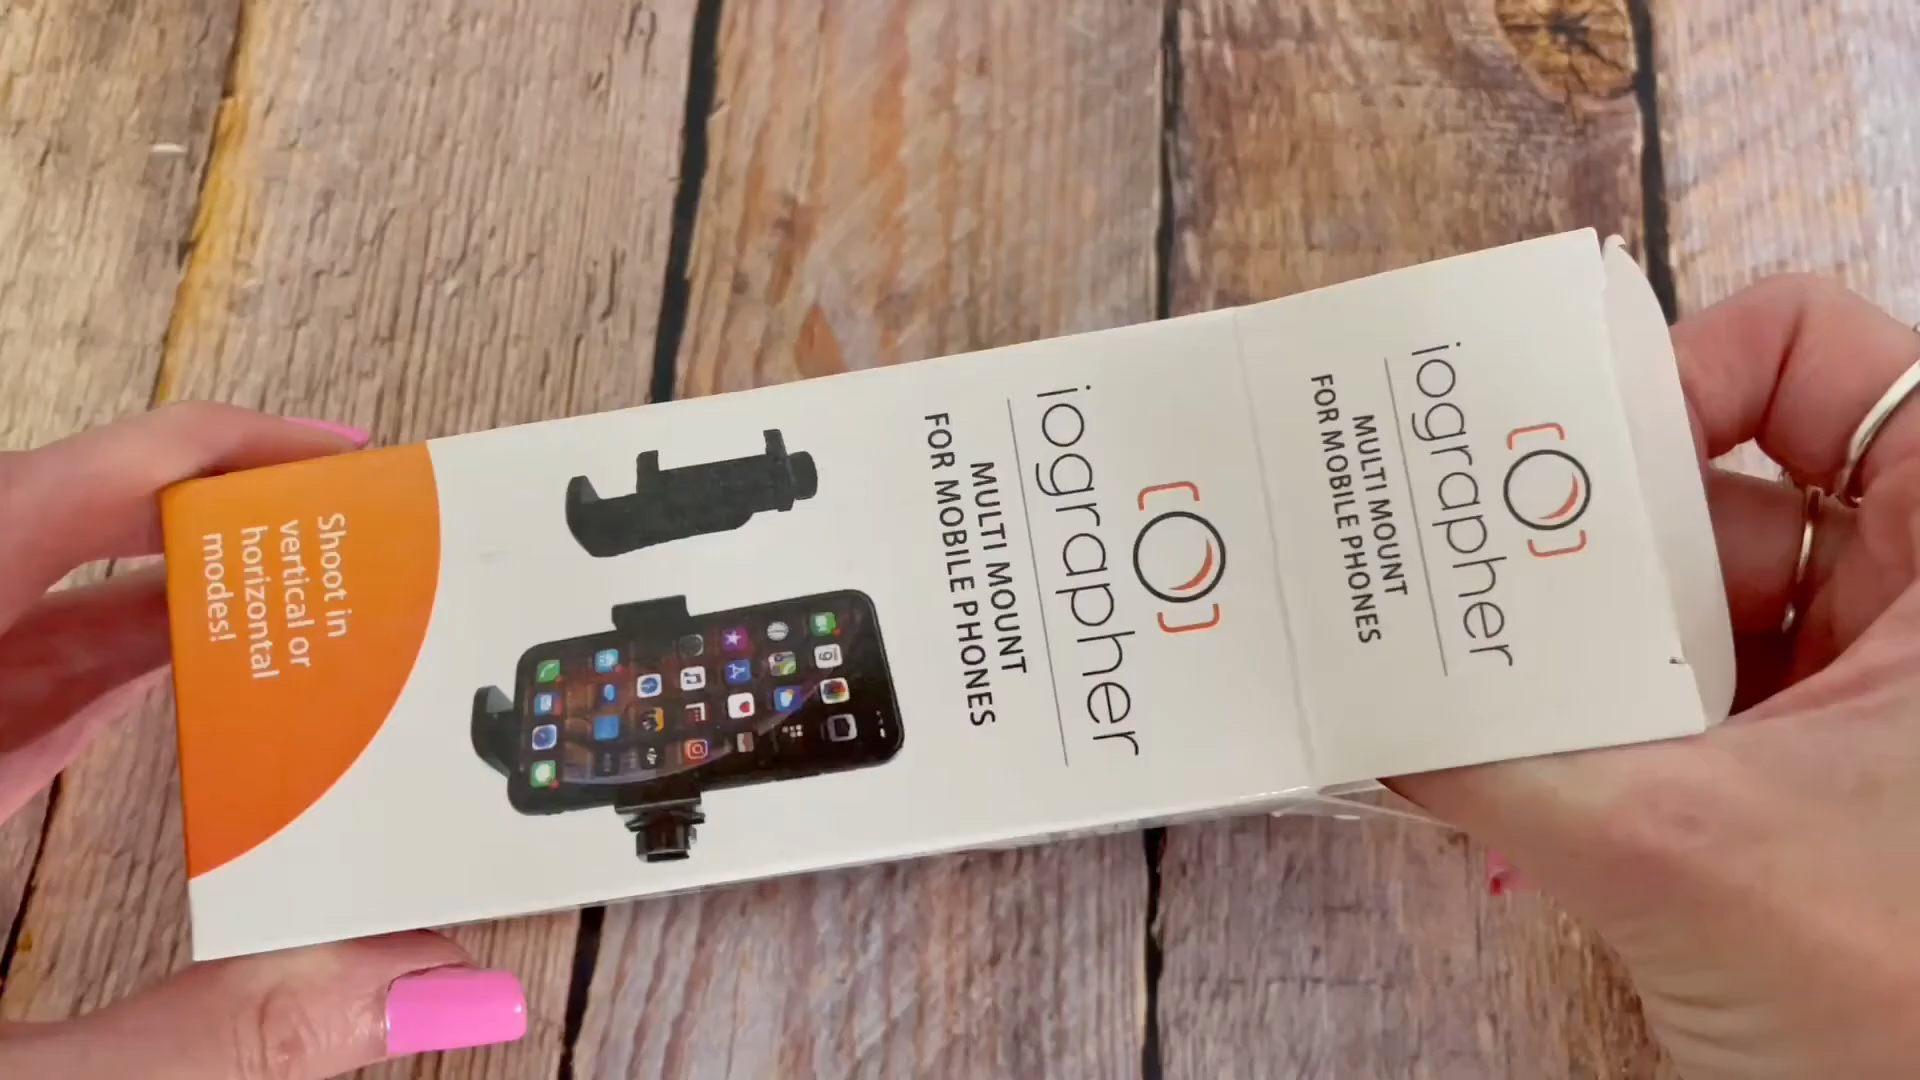 iographer
MULTI MOUNT
FOR MOBILE PHONES
iographer
MULTI MOUNT
FOR MOBILE PHONES
Shoot in
vertical or
horizontal
modes!